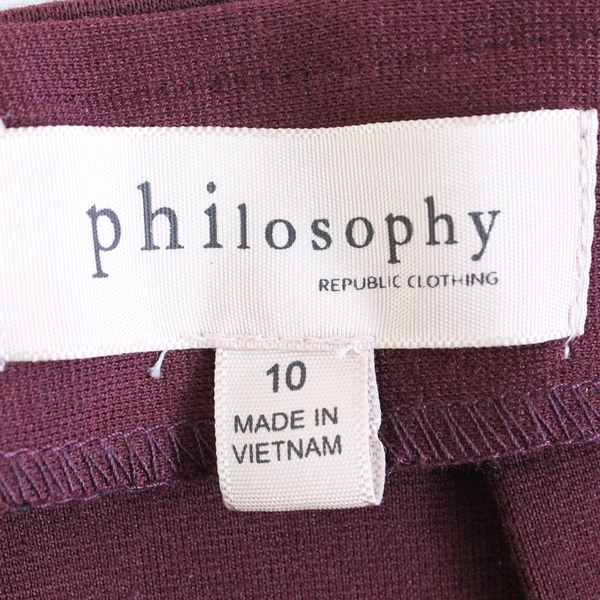 philosophy
REPUBLIC CLOTHING
10
MADE IN
VIETNAM